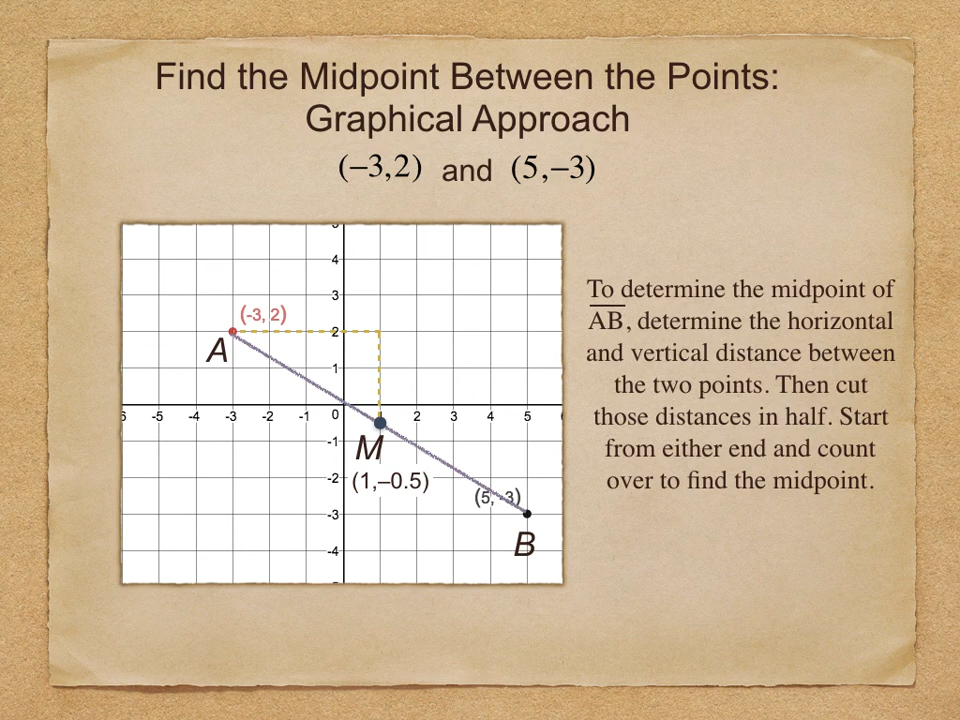 Find the Midpoint Between the Points:
Graphical Approach
(−3,2) and (5,−3)
5
4
3
2
1
0
-1
-2
-3
-4
6 -5 -4 -3 -2 -1 2 3 4 5
(-3, 2)
A
M
(1,–0.5)
(5, -3)
B
To determine the midpoint of
AB, determine the horizontal
and vertical distance between
the two points. Then cut
those distances in half. Start
from either end and count
over to find the midpoint.